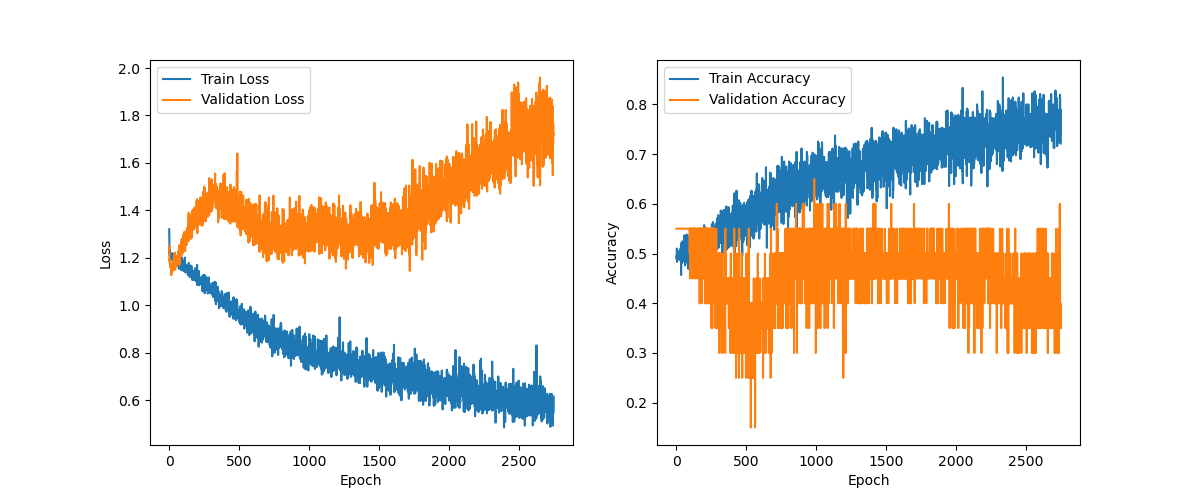 Train Loss
Validation Loss
2.0
1.8
1.6
1.4
1.2
1.0
0.8
0.6
Loss
0 500 1000 1500 2000 2500
Epoch
Train Accuracy
Validation Accuracy
0.8
0.7
0.6
0.5
0.4
0.3
0.2
Accuracy
0 500 1000 1500 2000 2500
Epoch